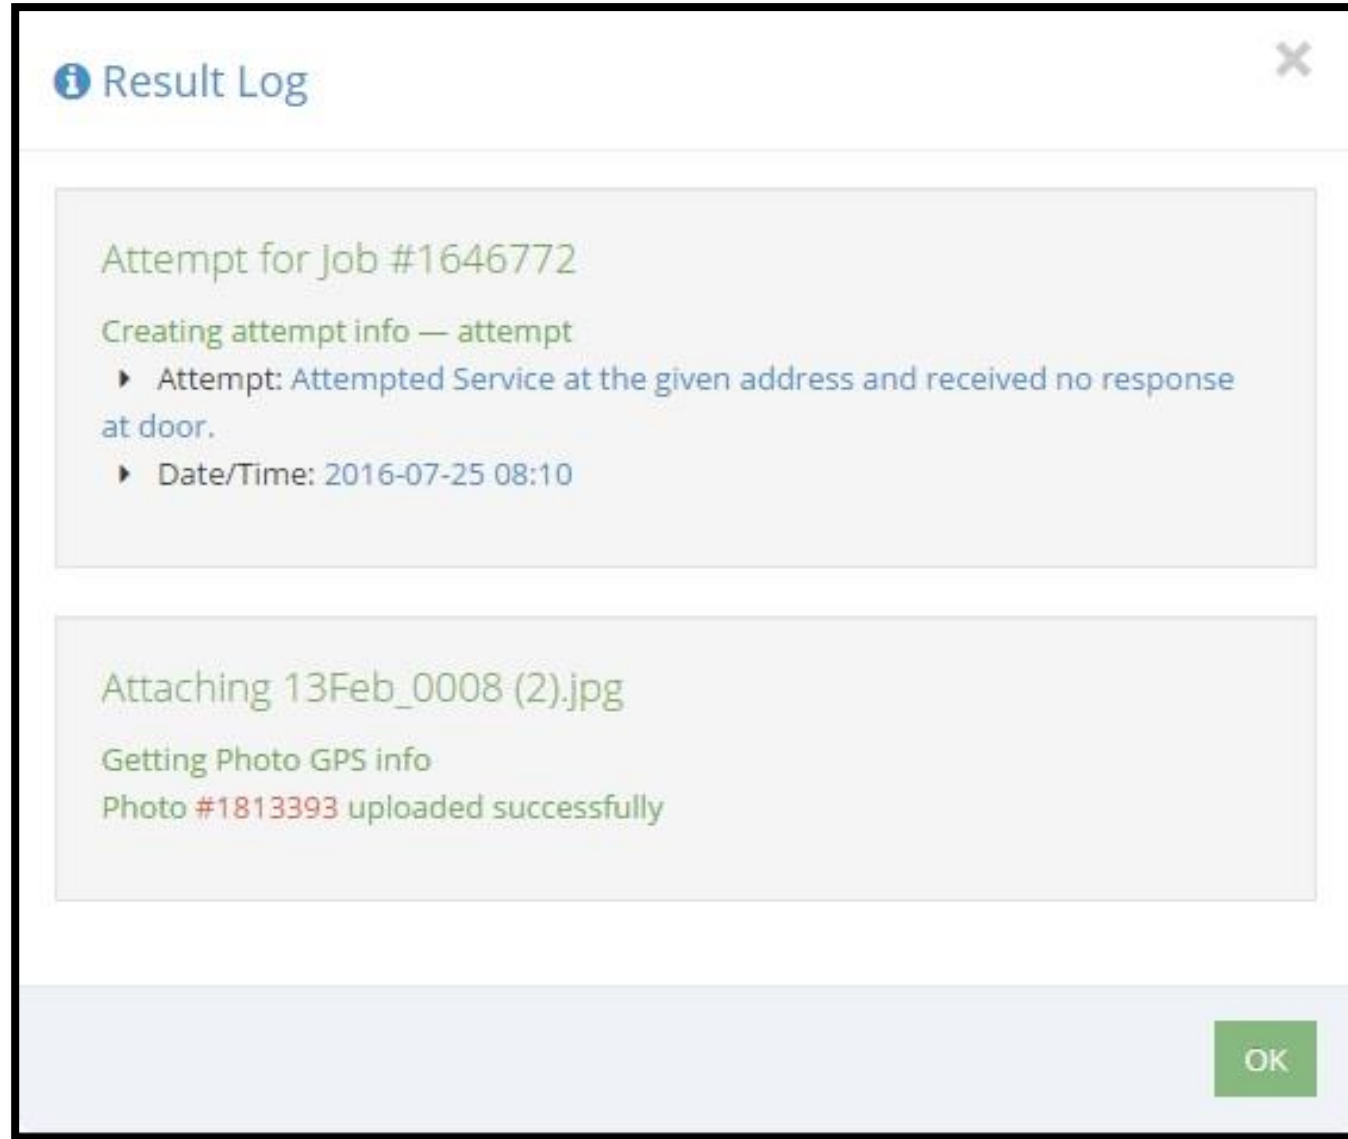 Result Log
Attempt for Job #1646772
Creating attempt info — attempt
Attempt: Attempted Service at the given address and received no response
at door.
Date/Time: 2016-07-25 08:10
Attaching 13Feb_0008 (2).jpg
Getting Photo GPS info
Photo #1813393 uploaded successfully
OK